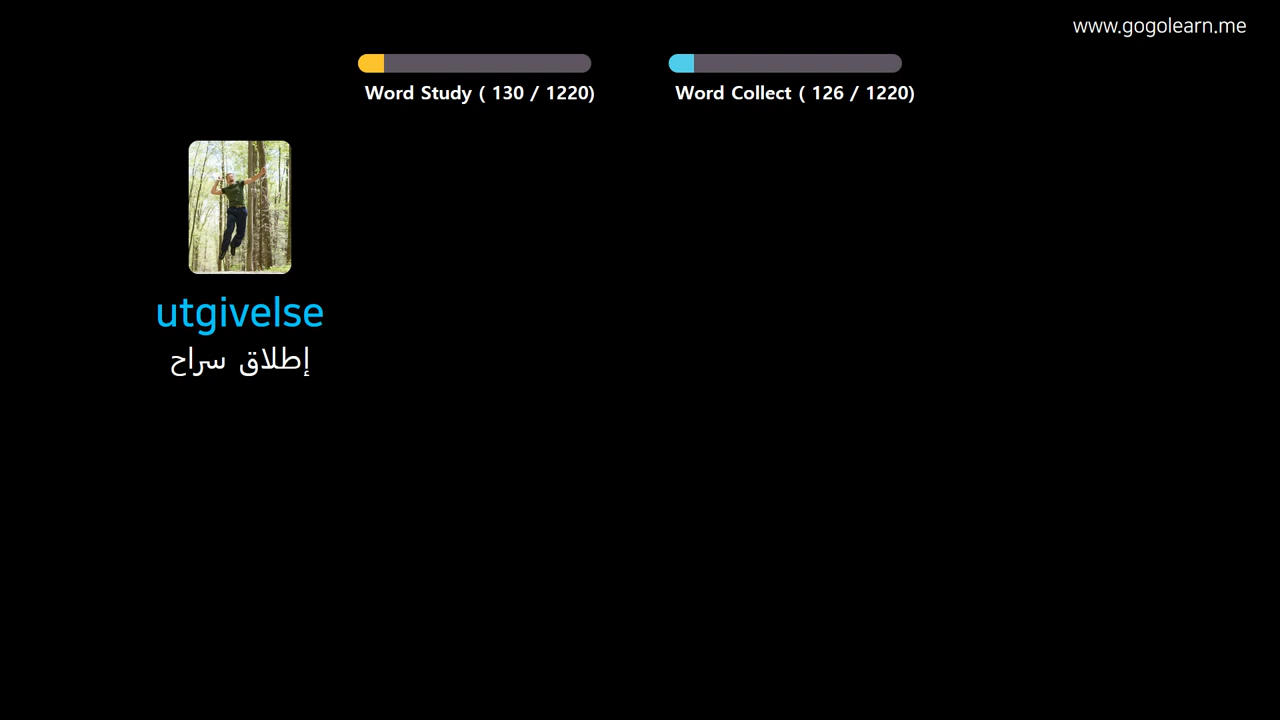 www.gogolearn.me
Word Study ( 130 / 1220)
Word Collect ( 126 / 1220)
utgivelse
إطلاق سراح